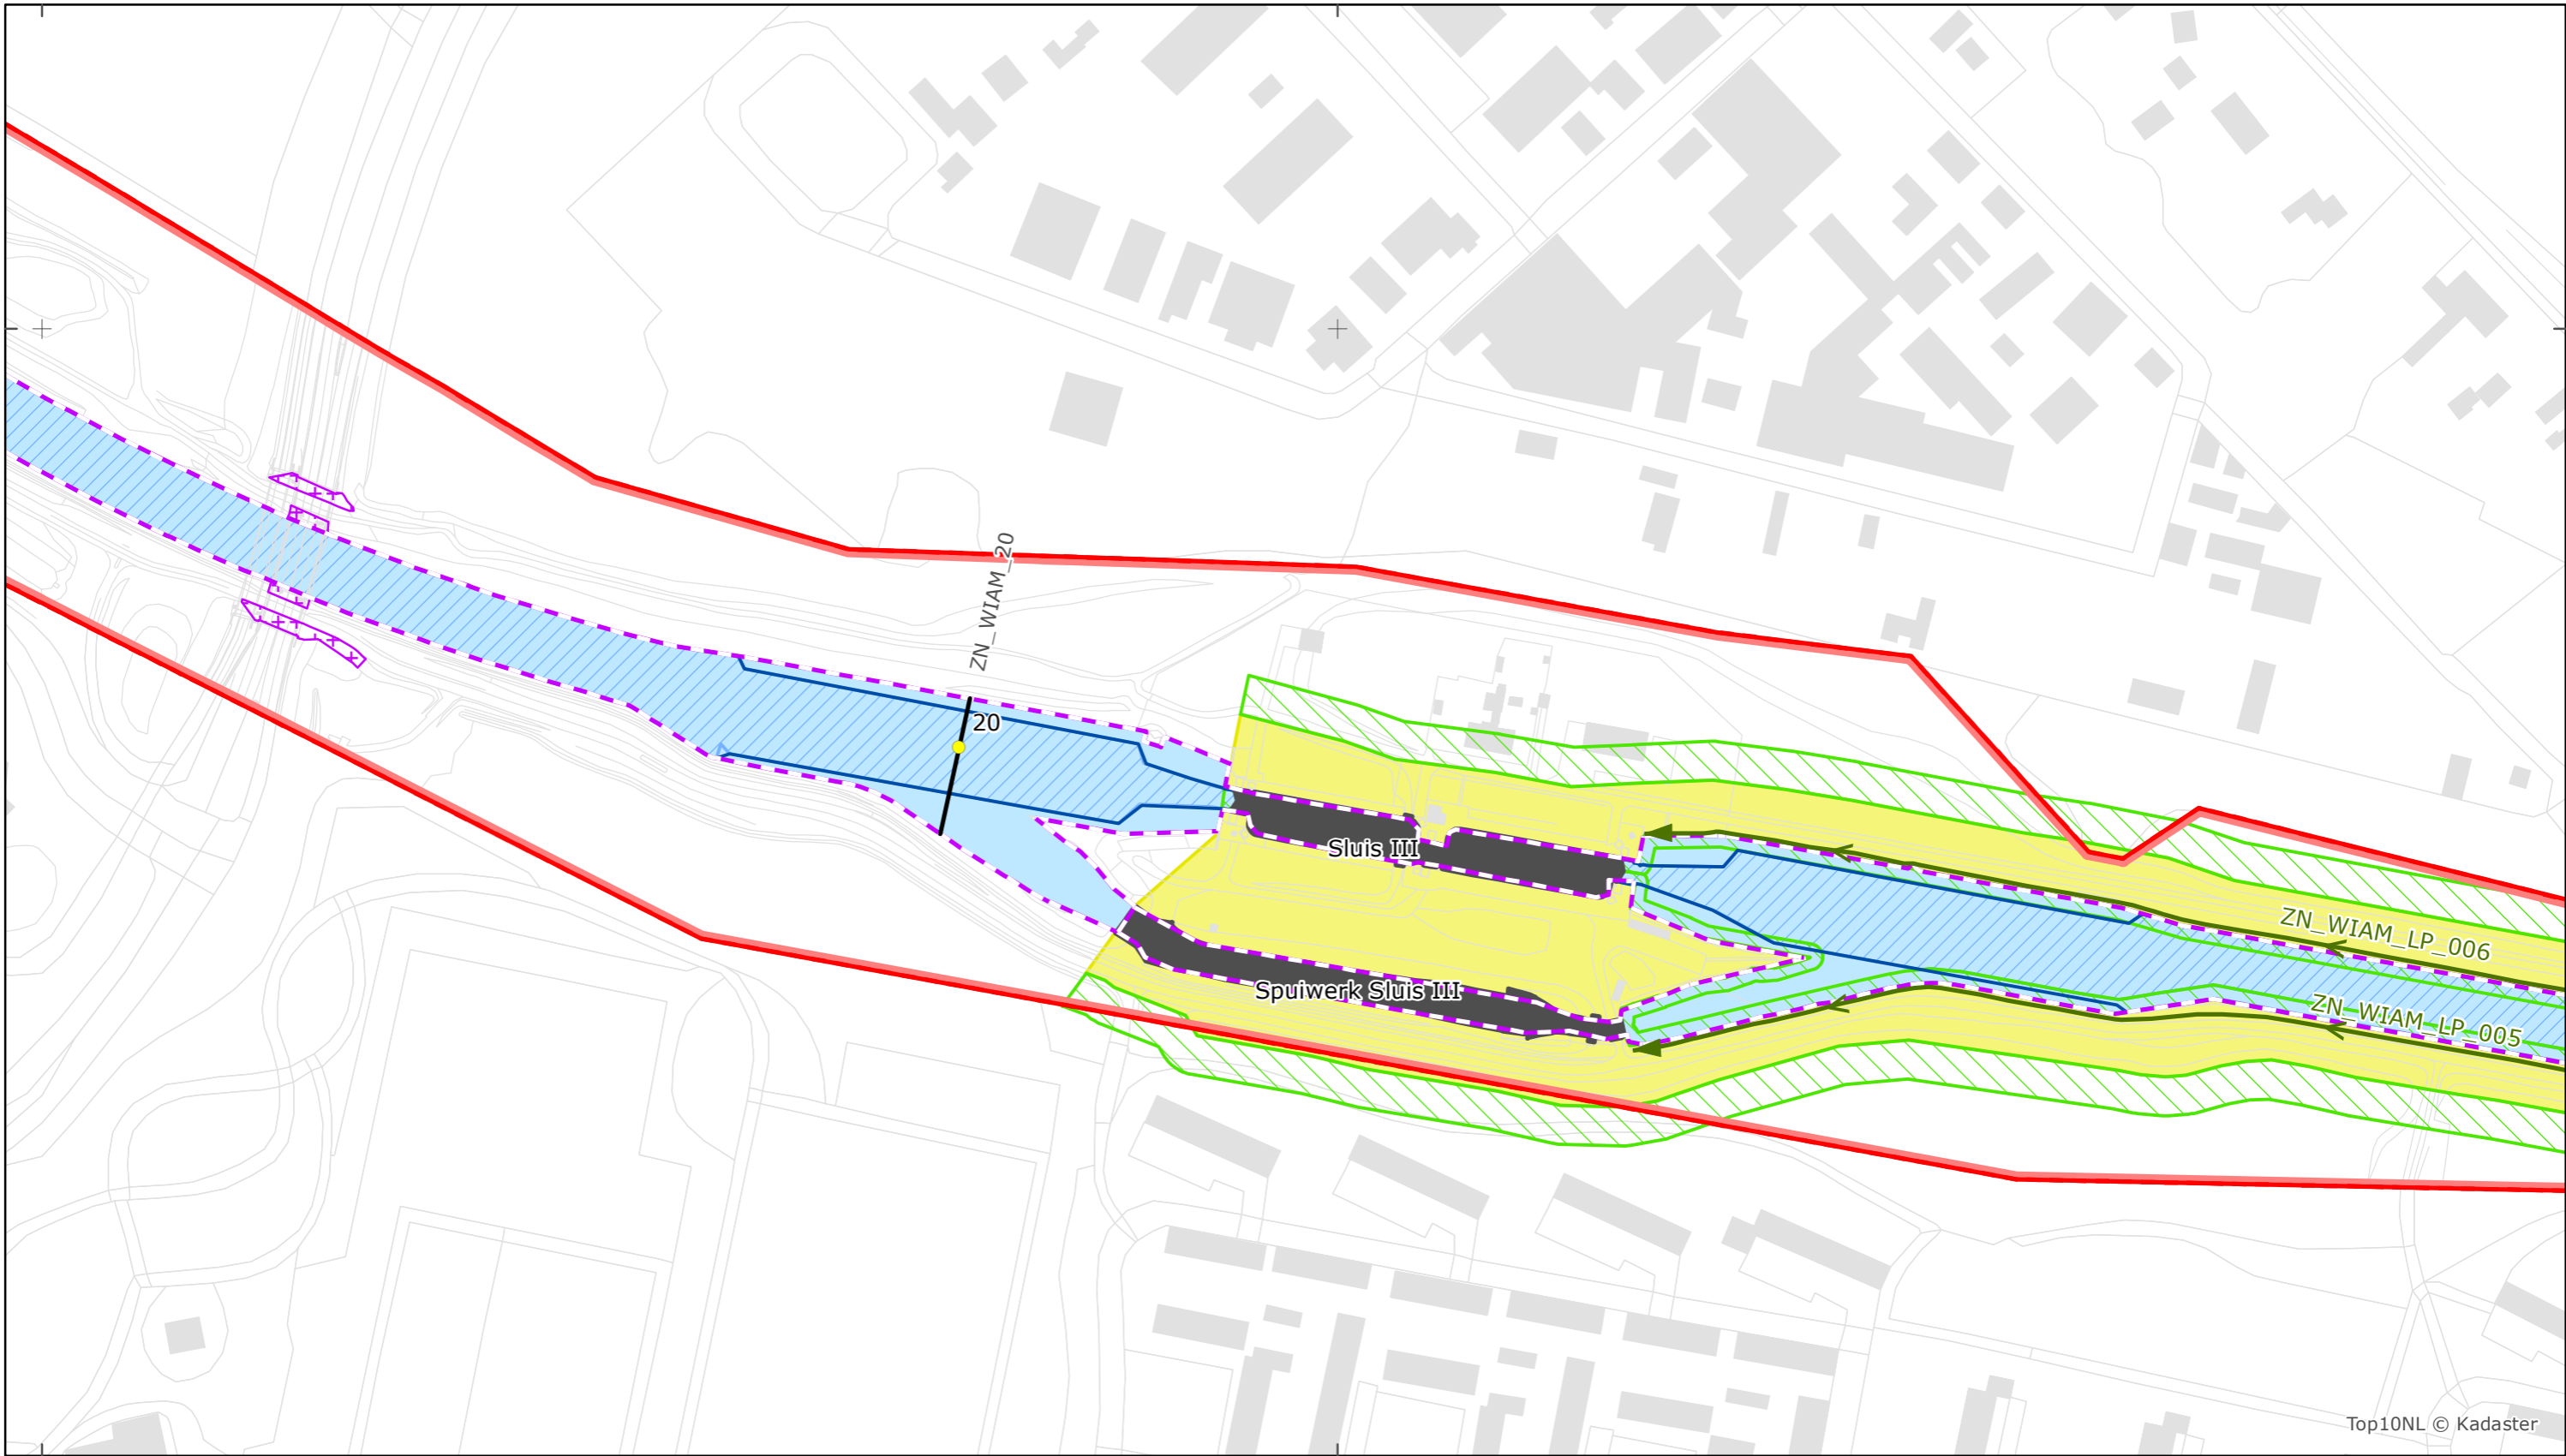 ZN_WIAM_20
20
Sluis III
ZN_WIAM_LP_006
Spuiwerk Sluis III
ZN_WIAM_LP_005
Top10NL © Kadaster